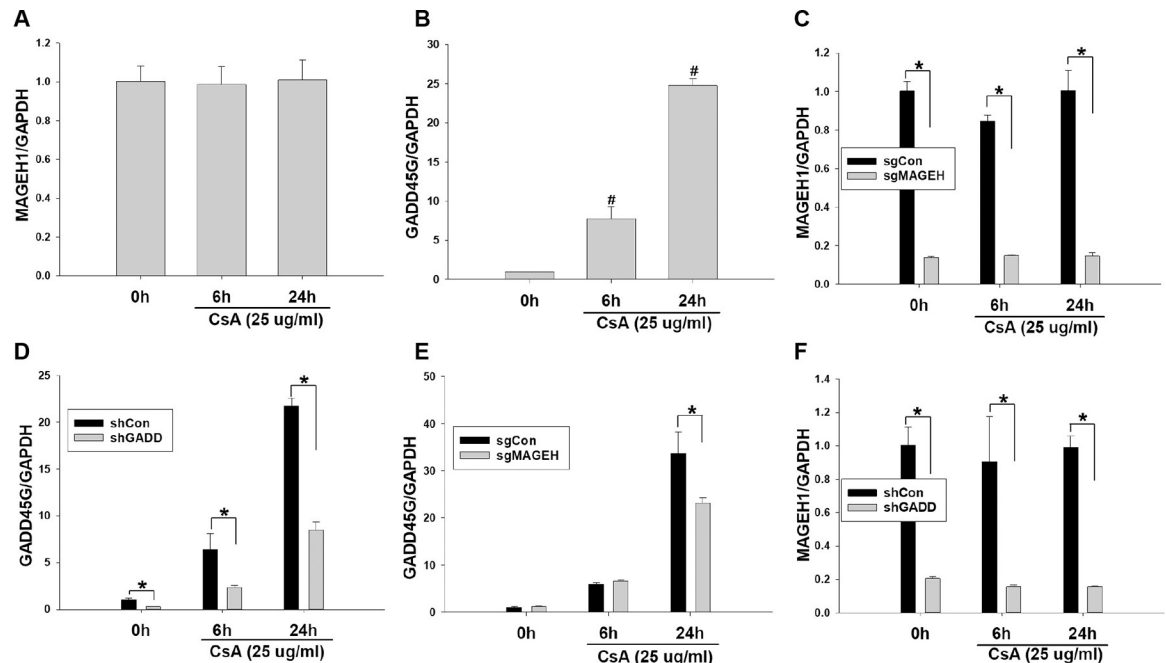 A
MAGEH1/GAPDH
1.2
1.0
0.8
0.6
0.4
0.2
0.0
0h
6h
24h
CsA (25 ug/ml)
B
GADD45G/GAPDH
30
25
20
15
10
5
0
#
#
0h
6h
24h
CsA (25 ug/ml)
C
MAGEH1/GAPDH
1.2
1.0
0.8
0.6
0.4
0.2
0.0
*
*
*
sgCon
sgMAGEH
0h
6h
24h
CsA (25 ug/ml)
D
GADD45G/GAPDH
25
20
15
10
5
0
shCon
shGADD
*
*
*
0h
6h
24h
CsA (25 ug/ml)
E
GADD45G/GAPDH
50
40
30
20
10
0
sgCon
sgMAGEH
*
0h
6h
24h
CsA (25 ug/ml)
F
MAGEH1/GAPDH
1.4
1.2
1.0
0.8
0.6
0.4
0.2
0.0
*
*
*
shCon
shGADD
0h
6h
24h
CsA (25 ug/ml)